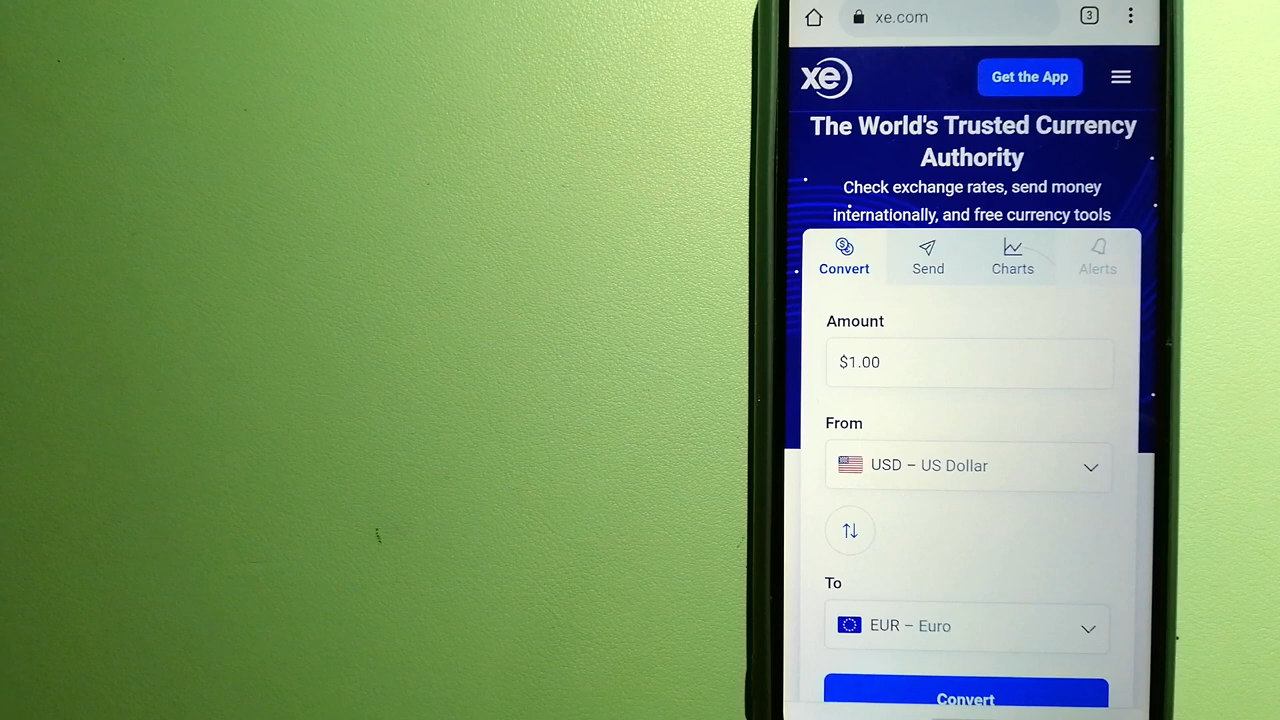 xe.com
3
xe
Get the App
The World's Trusted Currency
Authority
Check exchange rates, send money
internationally, and free currency tools
Convert
Send
Charts
Alerts
Amount
$1.00
From
USD – US Dollar
To
EUR – Euro
Convert